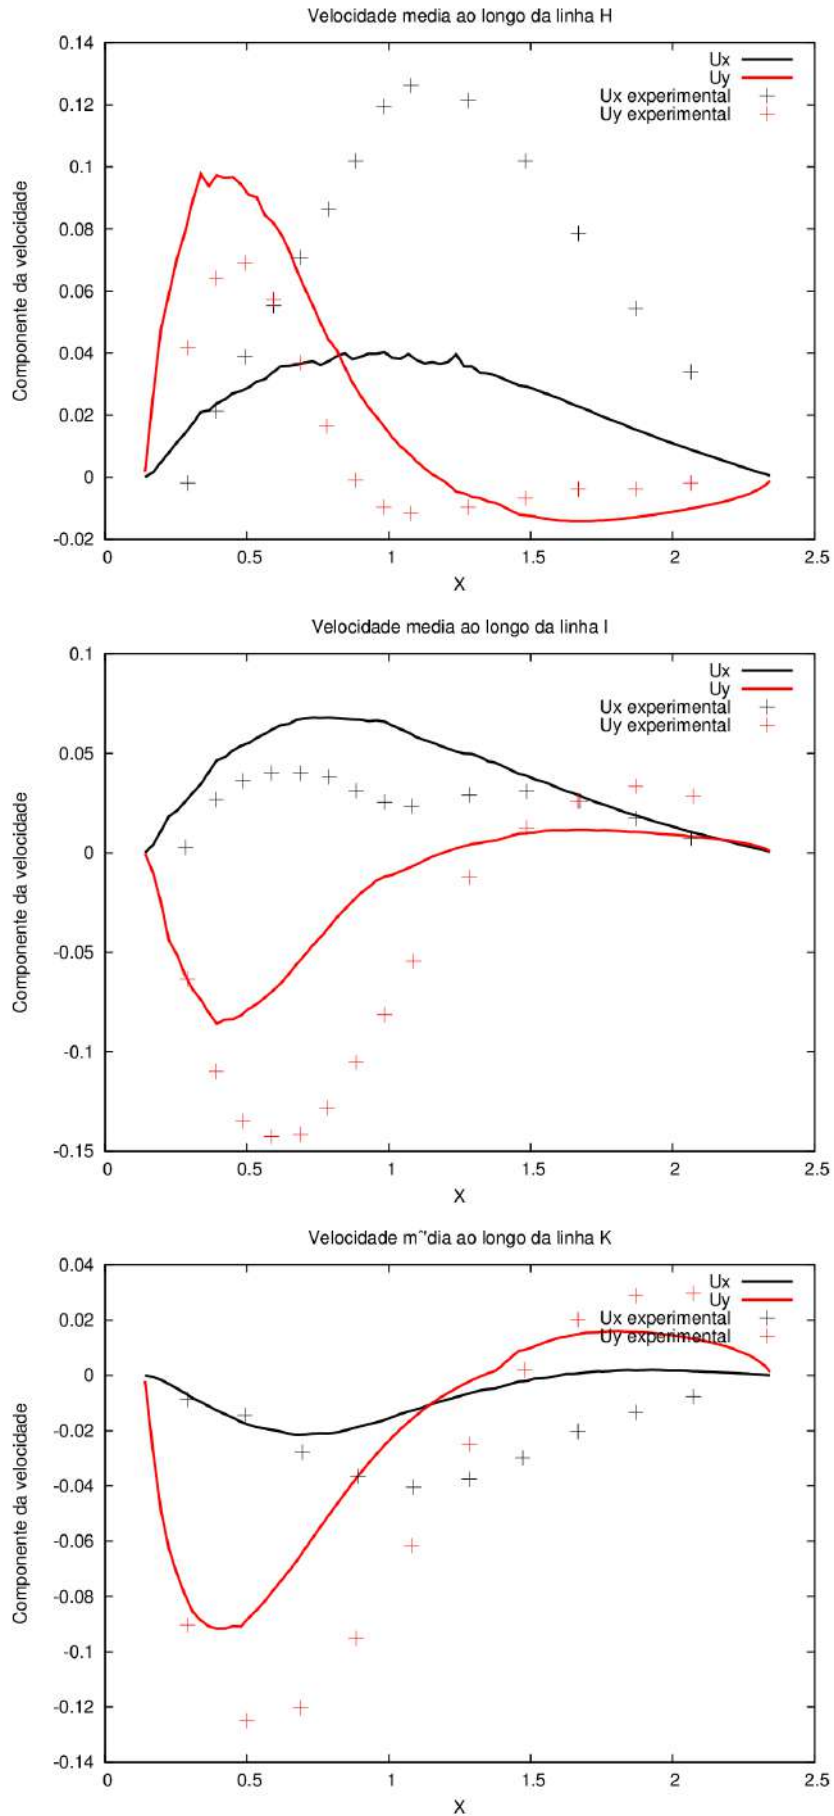 Velocidade media ao longo da linha H
0.14
0.12
0.1
0.08
0.06
0.04
0.02
0
-0.02
Componente da velocidade
Ux
Uy
Ux experimental
Uy experimental
0 0.5 1 1.5 2 2.5
X
Velocidade media ao longo da linha I
0.1
0.05
0
-0.05
-0.1
-0.15
Componente da velocidade
Ux
Uy
Ux experimental
Uy experimental
0 0.5 1 1.5 2 2.5
X
Velocidade m˜'dia ao longo da linha K
0.04
0.02
0
-0.02
-0.04
-0.06
-0.08
-0.1
-0.12
-0.14
Componente da velocidade
Ux
Uy
Ux experimental
Uy experimental
0 0.5 1 1.5 2 2.5
X